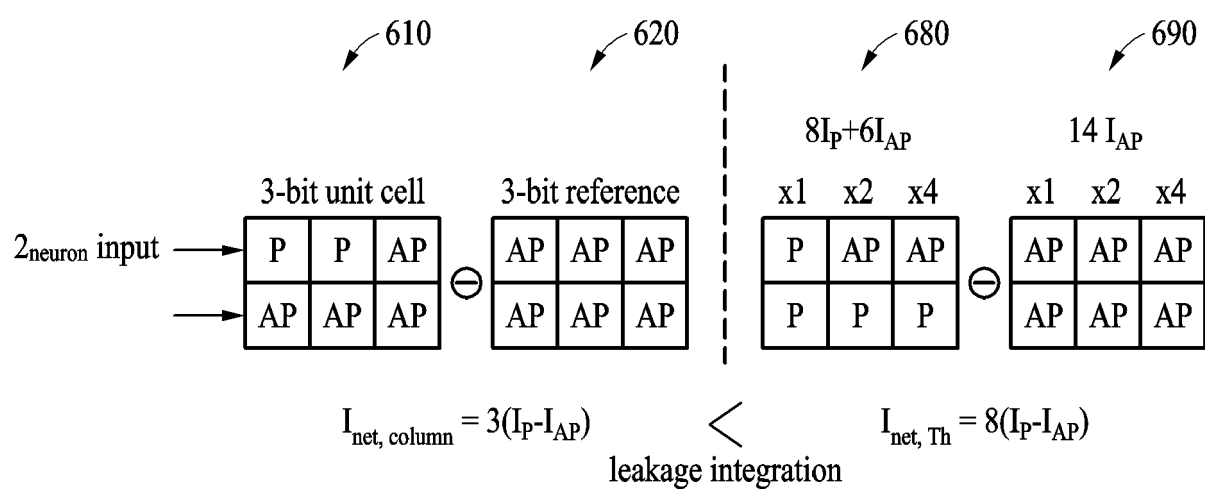 610 620 680 690
8IP+6IAP 14 IAP
3-bit unit cell 3-bit reference x1 x2 x4 x1 x2 x4
2neuron input P P AP ⊖ AP AP AP P AP AP ⊖ AP AP AP
AP AP AP AP AP AP P P P AP AP AP
Inet, column = 3(IP-IAP) < Inet, Th = 8(IP-IAP)
leakage integration